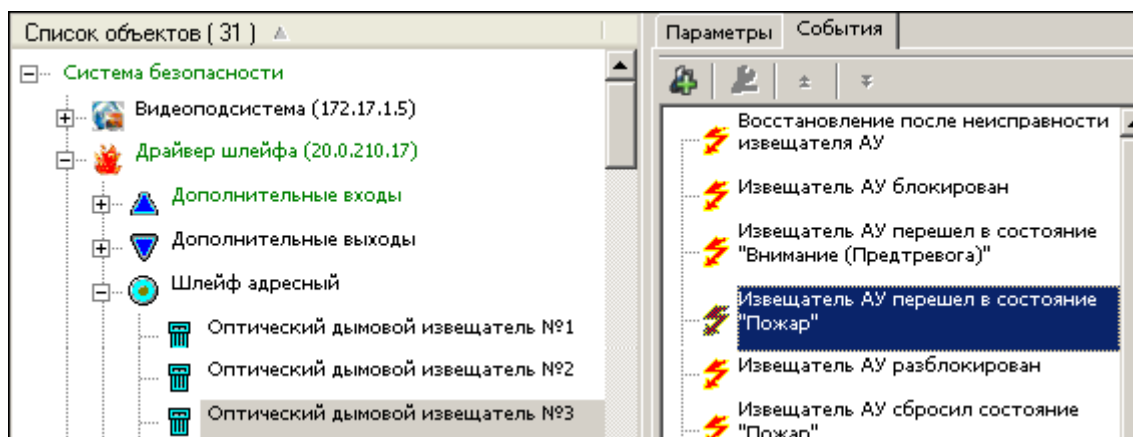 Список объектов ( 31 )
Система безопасности
Видеоподсистема (172.17.1.5)
Драйвер шлейфа (20.0.210.17)
Дополнительные входы
Дополнительные выходы
Шлейф адресный
Оптический дымовой извещатель №1
Оптический дымовой извещатель №2
Оптический дымовой извещатель №3
Параметры События
Восстановление после неисправности
извещателя АУ
Извещатель АУ блокирован
Извещатель АУ перешел в состояние
"Внимание (Предтревога)"
Извещатель АУ перешел в состояние
"Пожар"
Извещатель АУ разблокирован
Извещатель АУ сбросил состояние
"Пожар"